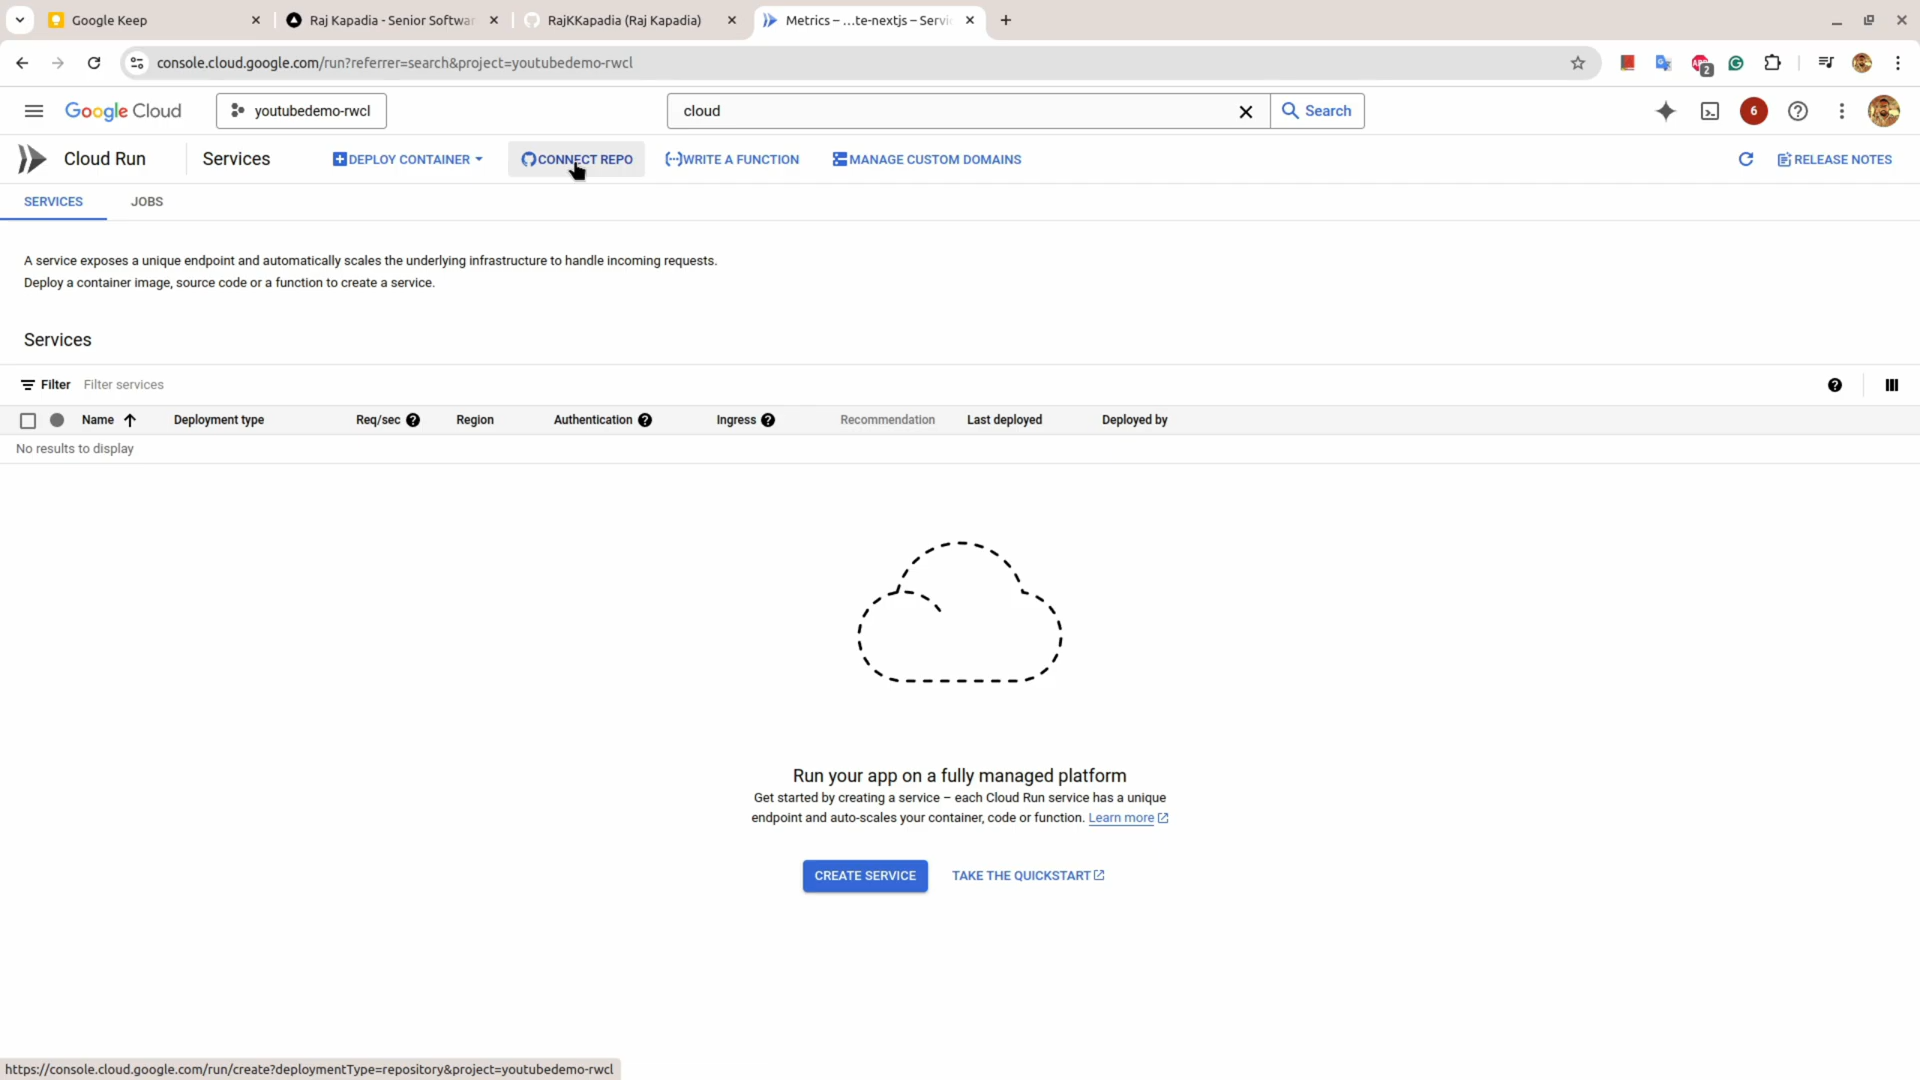 Google Keep
Raj Kapadia - Senior Softwar
RajKKapadia (Raj Kapadia)
Metrics – ...te-nextjs – Servi
console.cloud.google.com/run?referrer=search&project=youtubedemo-rwcl
2
Google Cloud
youtubedemo-rwcl
cloud
Search
6
Cloud Run
Services
DEPLOY CONTAINER
CONNECT REPO
WRITE A FUNCTION
MANAGE CUSTOM DOMAINS
RELEASE NOTES
SERVICES
JOBS
A service exposes a unique endpoint and automatically scales the underlying infrastructure to handle incoming requests.
Deploy a container image, source code or a function to create a service.
Services
Filter Filter services
Name Deployment type Req/sec Region Authentication Ingress Recommendation Last deployed Deployed by
No results to display
Run your app on a fully managed platform
Get started by creating a service – each Cloud Run service has a unique
endpoint and auto-scales your container, code or function. Learn more
CREATE SERVICE
TAKE THE QUICKSTART
https://console.cloud.google.com/run/create?deploymentType=repository&project=youtubedemo-rwcl